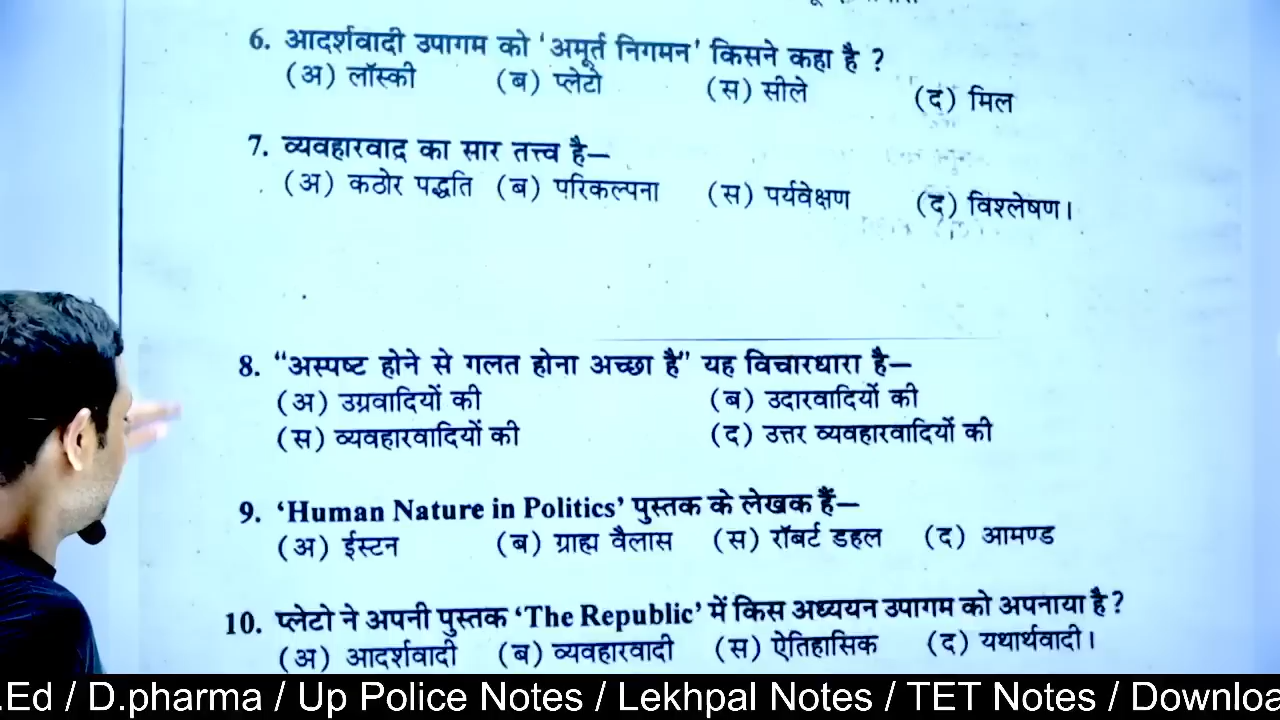 6. आदर्शवादी उपागम को 'अमूर्त निगमन' किसने कहा है ?
(अ) लॉस्की (ब) प्लेटो (स) सीले (द) मिल
7. व्यवहारवाद का सार तत्त्व है—
(अ) कठोर पद्धति (ब) परिकल्पना (स) पर्यवेक्षण (द) विश्लेषण।
8. “अस्पष्ट होने से गलत होना अच्छा है” यह विचारधारा है—
(अ) उग्रवादियों की (ब) उदारवादियों की
(स) व्यवहारवादियों की (द) उत्तर व्यवहारवादियों की
9. ‘Human Nature in Politics’ पुस्तक के लेखक हैं—
(अ) ईस्टन (ब) ग्राह्म वैलास (स) रॉबर्ट डहल (द) आमण्ड
10. प्लेटो ने अपनी पुस्तक ‘The Republic’ में किस अध्ययन उपागम को अपनाया है ?
(अ) आदर्शवादी (ब) व्यवहारवादी (स) ऐतिहासिक (द) यथार्थवादी।
.Ed / D.pharma / Up Police Notes / Lekhpal Notes / TET Notes / Downloa